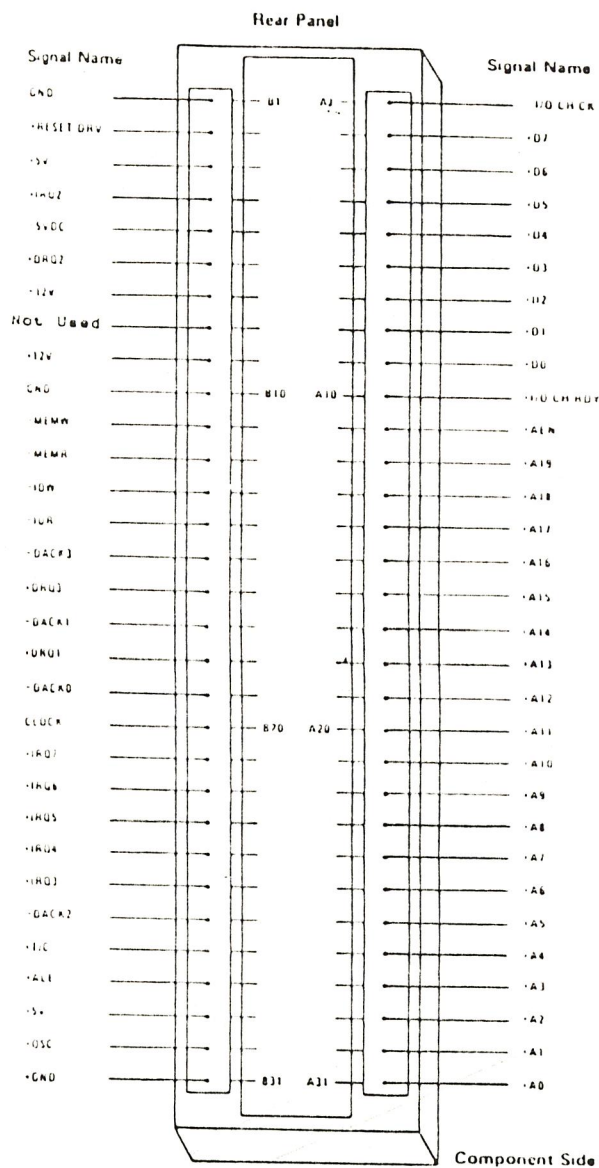 Rear Panel
Signal Name
Signal Name
GND B1 A1 I/O CH CK
+RESET DRV +D7
+5V +D6
+IRQ2 +D5
5VDC +D4
+DRQ2 +D3
-12V +D2
Not Used +D1
+12V +D0
GND B10 A10 +I/O CH RDY
MEMW +AEN
MEMR +A19
-IOW +A18
-IOR +A17
-DACK3 +A16
+DRQ3 +A15
-DACK1 +A14
+DRQ1 +A13
-DACK0 +A12
CLOCK B20 A20 +A11
+IRQ7 +A10
+IRQ6 +A9
+IRQ5 +A8
+IRQ4 +A7
+IRQ3 +A6
-DACK2 +A5
+T/C +A4
+ALE +A3
+5v +A2
+OSC +A1
+GND B31 A31 +A0
Component Side